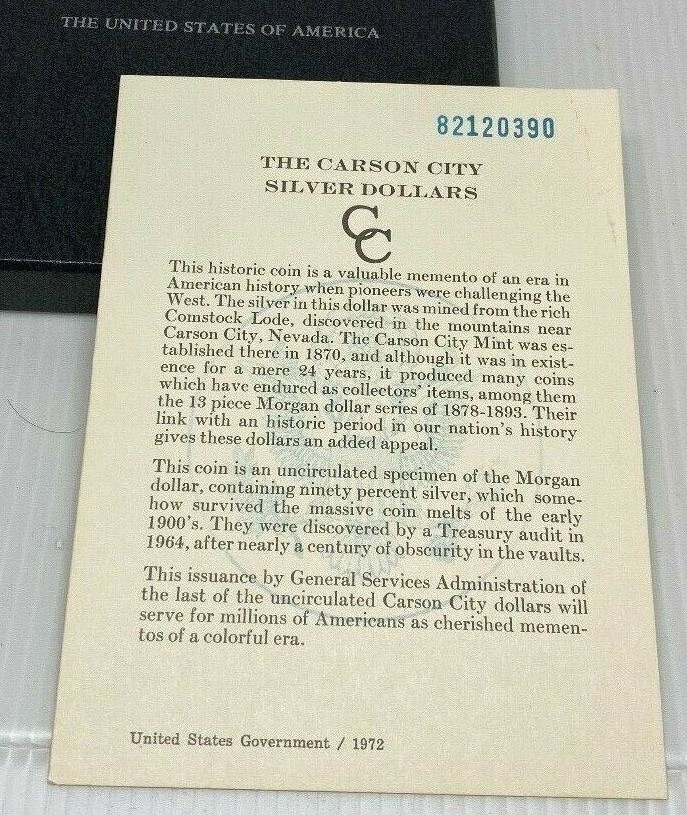 THE UNITED STATES OF AMERICA
82120390
THE CARSON CITY
SILVER DOLLARS
CC
This historic coin is a valuable memento of an era in
American history when pioneers were challenging the
West. The silver in this dollar was mined from the rich
Comstock Lode, discovered in the mountains near
Carson City, Nevada. The Carson City Mint was es-
tablished there in 1870, and although it was in exist-
ence for a mere 24 years, it produced many coins
which have endured as collectors' items, among them
the 13 piece Morgan dollar series of 1878-1893. Their
link with an historic period in our nation's history
gives these dollars an added appeal.
This coin is an uncirculated specimen of the Morgan
dollar, containing ninety percent silver, which some-
how survived the massive coin melts of the early
1900's. They were discovered by a Treasury audit in
1964, after nearly a century of obscurity in the vaults.
This issuance by General Services Administration of
the last of the uncirculated Carson City dollars will
serve for millions of Americans as cherished memen-
tos of a colorful era.
United States Government / 1972